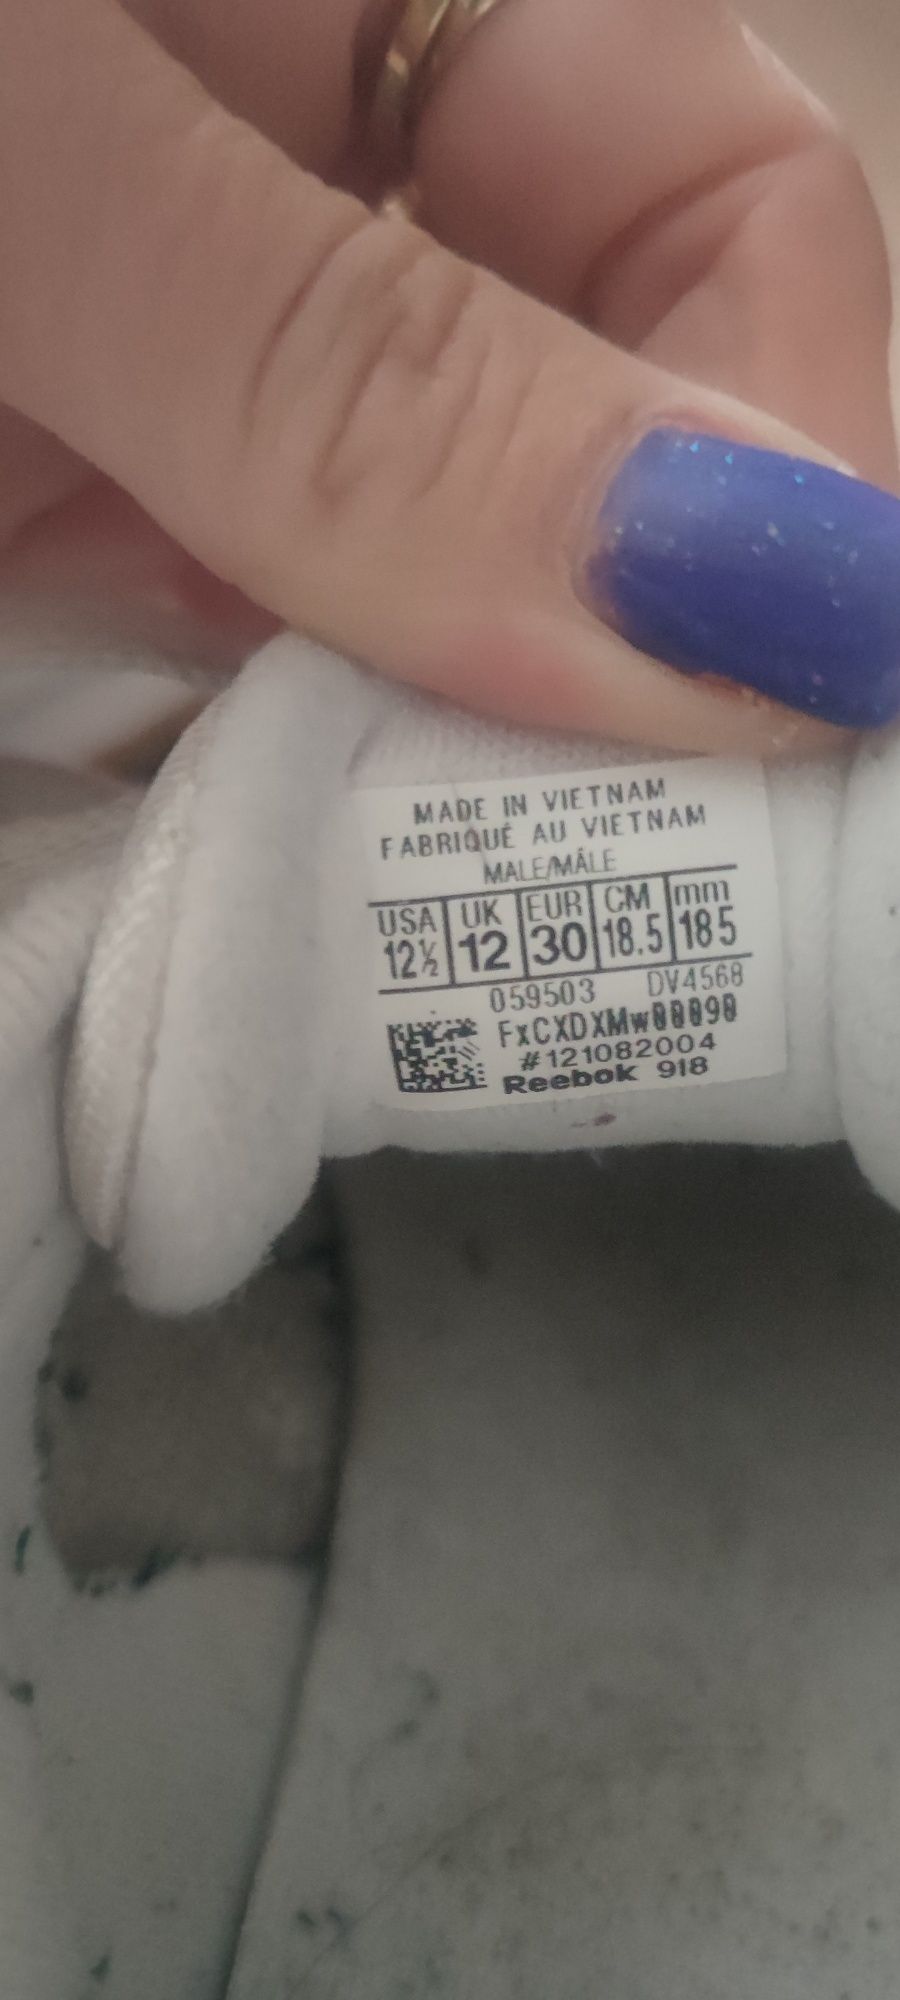 MADE IN VIETNAM
FABRIQUÉ AU VIETNAM
MALE/MÂLE
USA UK EUR CM mm
12½ 12 30 18.5 185
059503 DV4568
FxCXDXMw00090
#121082004
Reebok 918